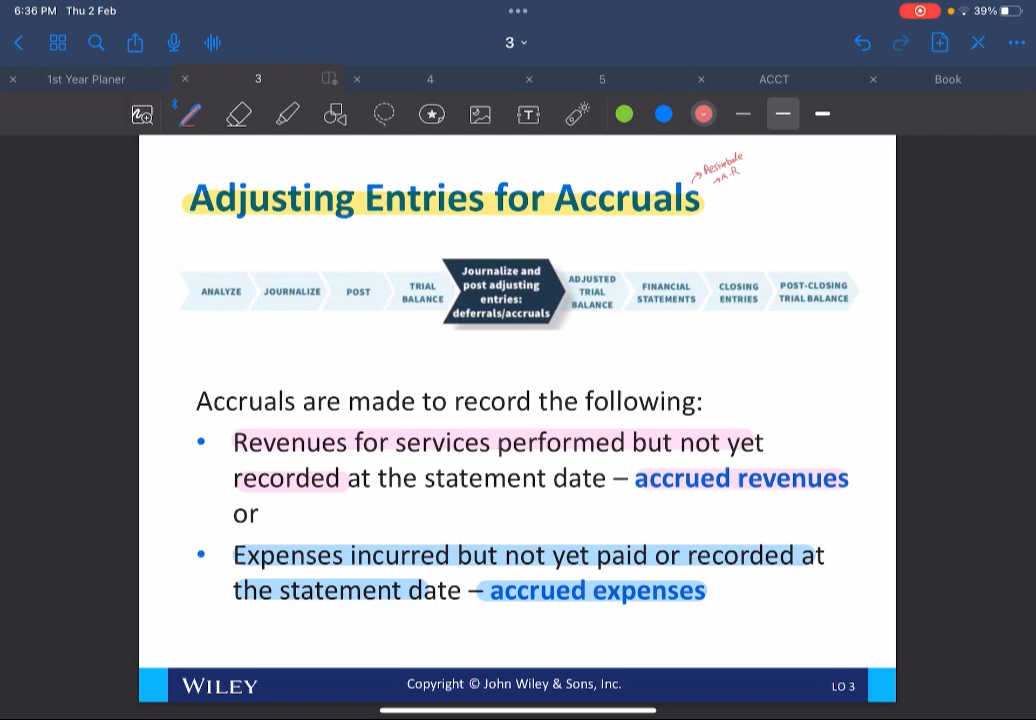 6:36 PM Thu 2 Feb
39%
3
1st Year Planer
3
4
5
ACCT
Book
Adjusting Entries for Accruals
→A.R
ANALYZE
JOURNALIZE
POST
TRIAL
BALANCE
Journalize and
post adjusting
entries:
deferrals/accruals
ADJUSTED
TRIAL
BALANCE
FINANCIAL
STATEMENTS
CLOSING
ENTRIES
POST-CLOSING
TRIAL BALANCE
Accruals are made to record the following:
• Revenues for services performed but not yet
recorded at the statement date – accrued revenues
or
• Expenses incurred but not yet paid or recorded at
the statement date – accrued expenses
WILEY
Copyright © John Wiley & Sons, Inc.
LO 3